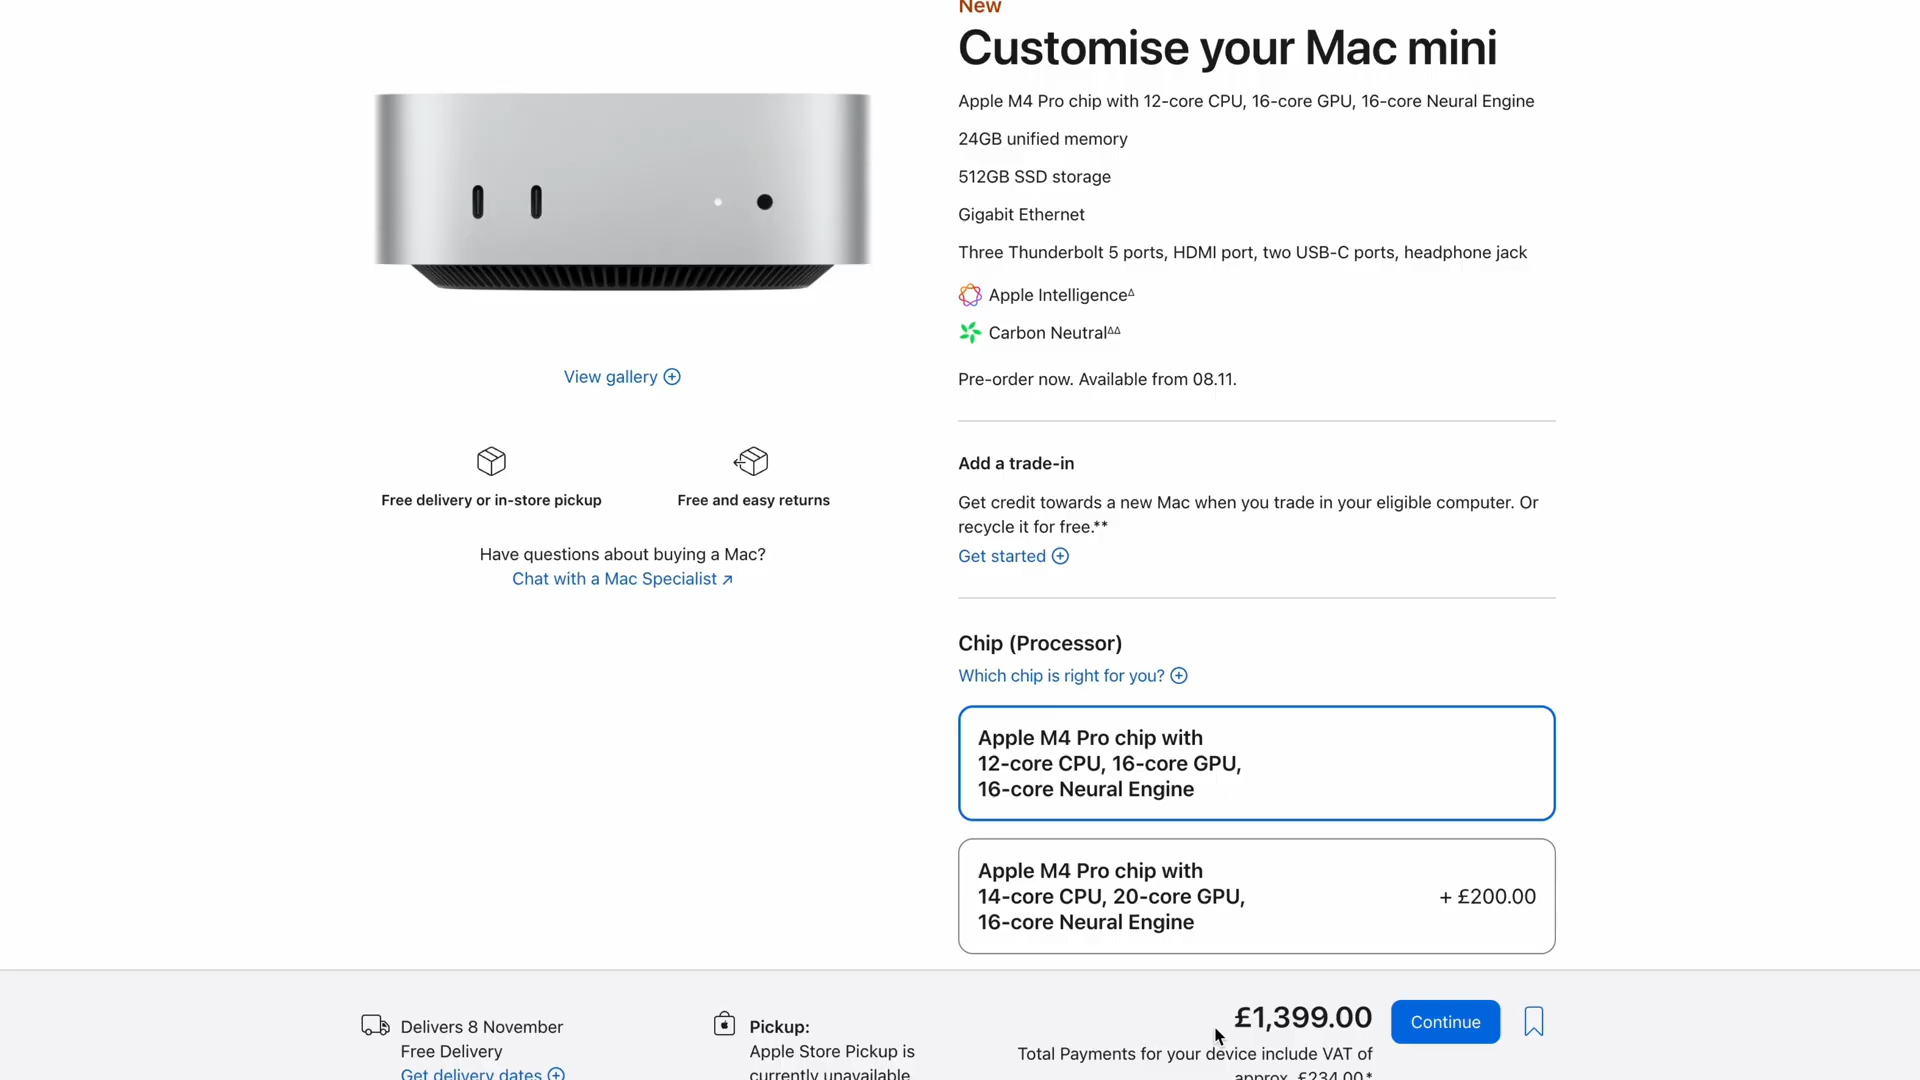 New
Customise your Mac mini
Apple M4 Pro chip with 12-core CPU, 16-core GPU, 16-core Neural Engine
24GB unified memory
512GB SSD storage
Gigabit Ethernet
Three Thunderbolt 5 ports, HDMI port, two USB-C ports, headphone jack
Apple Intelligence∆
Carbon Neutral∆∆
Pre-order now. Available from 08.11.
View gallery
Free delivery or in-store pickup
Free and easy returns
Have questions about buying a Mac?
Chat with a Mac Specialist ↗
Add a trade-in
Get credit towards a new Mac when you trade in your eligible computer. Or
recycle it for free.**
Get started
Chip (Processor)
Which chip is right for you?
Apple M4 Pro chip with
12-core CPU, 16-core GPU,
16-core Neural Engine
Apple M4 Pro chip with
14-core CPU, 20-core GPU,
16-core Neural Engine
+ £200.00
Delivers 8 November
Free Delivery
Get delivery dates
Pickup:
Apple Store Pickup is
currently unavailable
£1,399.00
Total Payments for your device include VAT of
approx. £234.00*
Continue